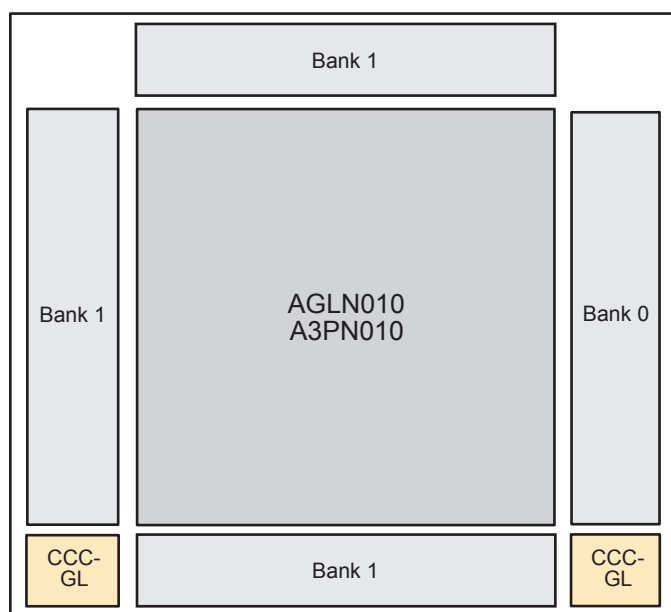 Bank 1
Bank 1
AGLN010
A3PN010
Bank 0
CCC-
GL
Bank 1
CCC-
GL